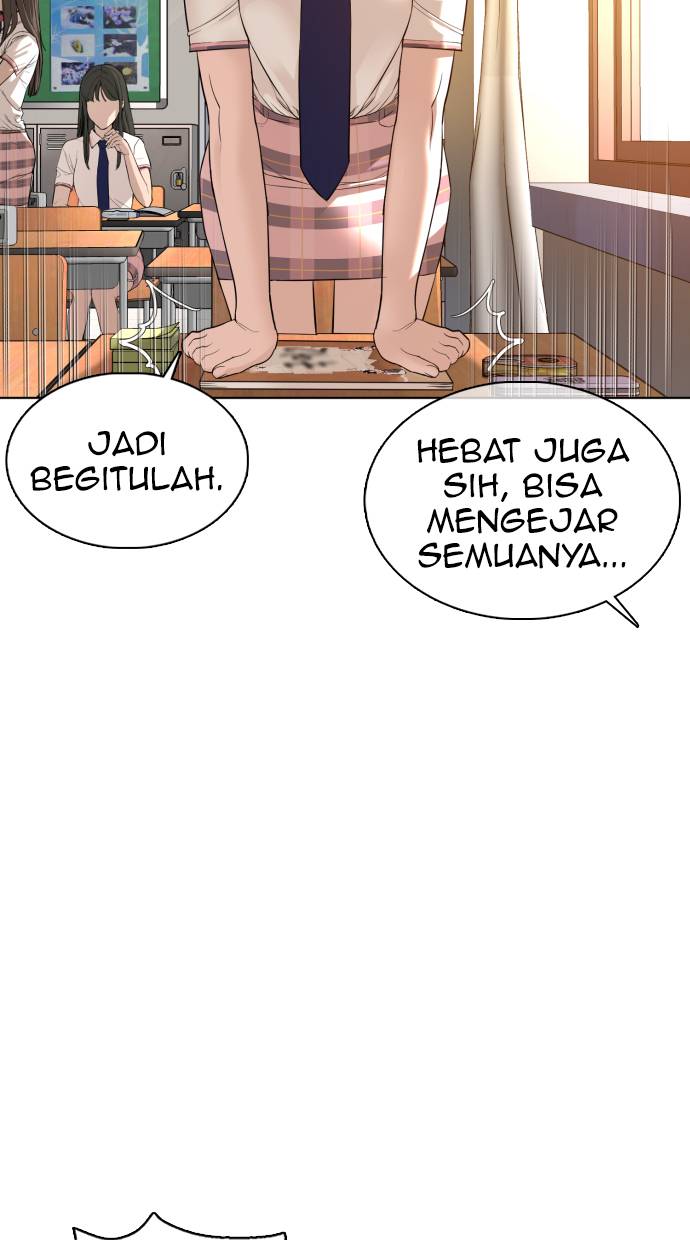 JADI
BEGITULAH.
HEBAT JUGA
SIH, BISA
MENGEJAR
SEMUANYA...